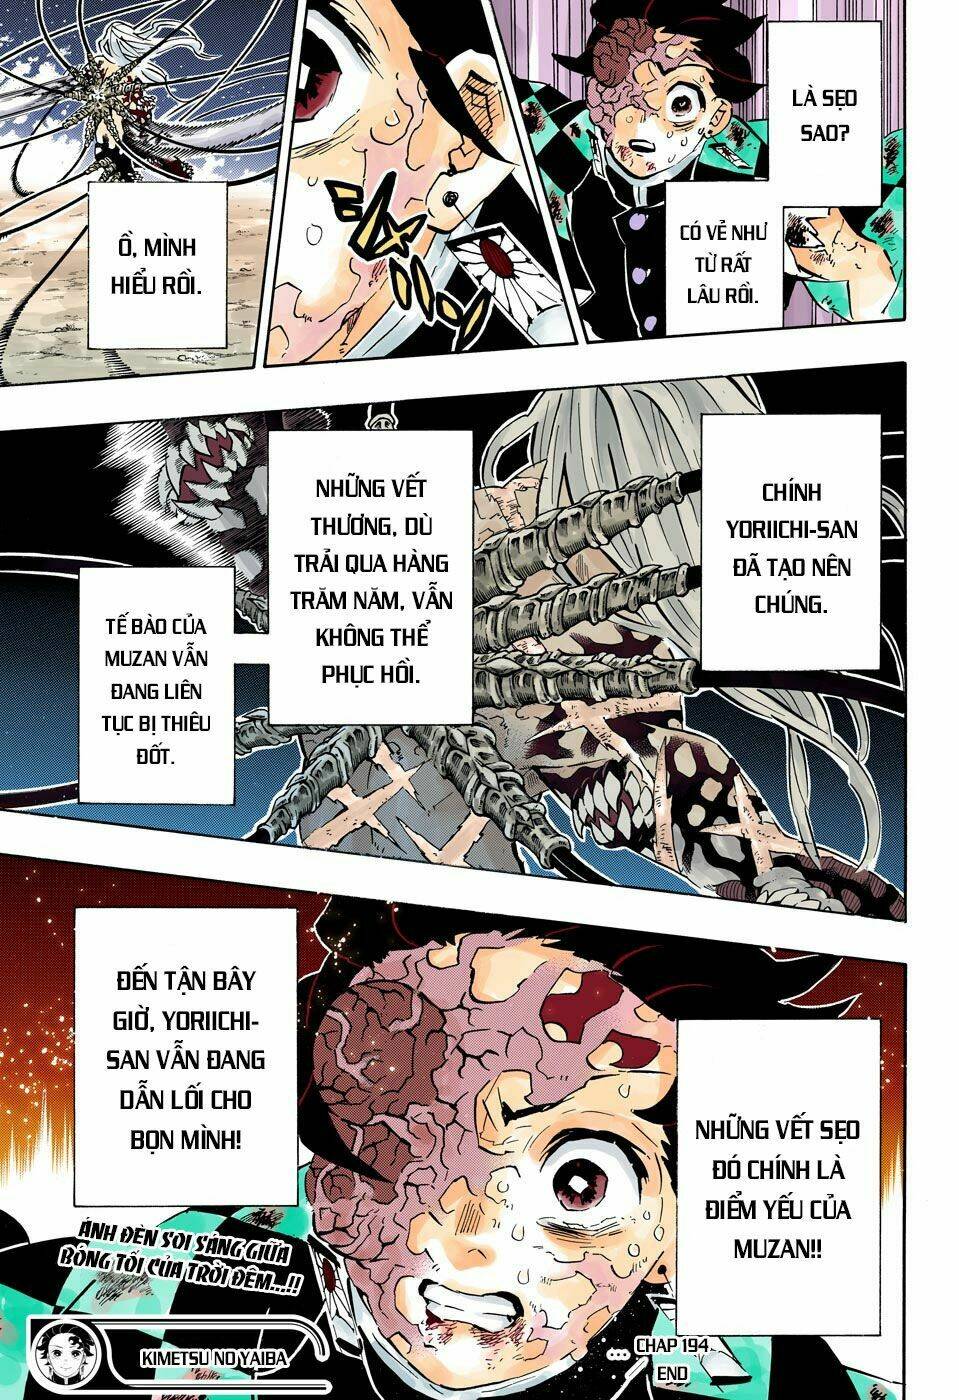 LÀ SẸO
SAO?
CÓ VẺ NHƯ
TỪ RẤT
LÂU RỒI.
Ồ, MÌNH
HIỂU RỒI.
CHÍNH
YORIICHI-SAN
ĐÃ TẠO NÊN
CHÚNG.
NHỮNG VẾT
THƯƠNG, DÙ
TRẢI QUA HÀNG
TRĂM NĂM, VẪN
KHÔNG THỂ
PHỤC HỒI.
TẾ BÀO CỦA
MUZAN VẪN
ĐANG LIÊN
TỤC BỊ THIÊU
ĐỐT.
NHỮNG VẾT SẸO
ĐÓ CHÍNH LÀ
ĐIỂM YẾU CỦA
MUZAN!!
ĐẾN TẬN BÂY
GIỜ, YORIICHI-
SAN VẪN ĐANG
DẪN LỐI CHO
BỌN MÌNH!
ÁNH ĐÈN SOI SÁNG GIỮA
BÓNG TỐI CỦA TRỜI ĐÊM...!!
KIMETSU NO YAIBA
... CHAP 194
END